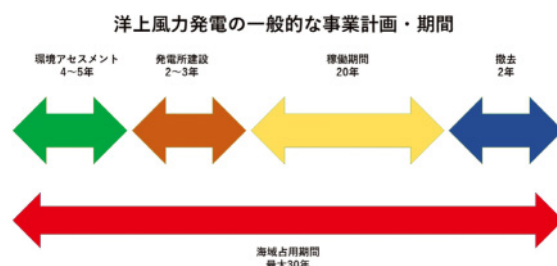 洋上風力発電の一般的な事業計画・期間
環境アセスメント
4〜5年
発電所建設
2〜3年
稼働期間
20年
撤去
2年
海域占用期間
最大30年